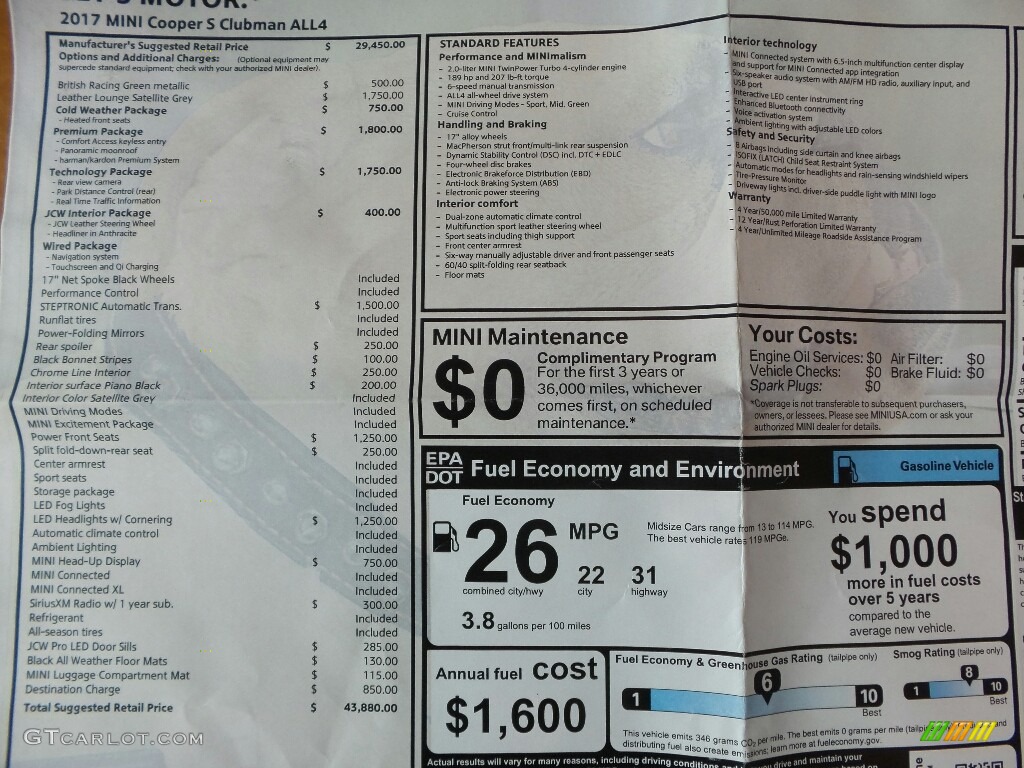 MOTOR.*
2017 MINI Cooper S Clubman ALL4
Manufacturer's Suggested Retail Price $ 29,450.00
Options and Additional Charges: (Optional equipment may
supercede standard equipment; check with your authorized MINI dealer).
British Racing Green metallic $ 500.00
Leather Lounge Satellite Grey $ 1,750.00
Cold Weather Package $ 750.00
- Heated front seats
Premium Package $ 1,800.00
- Comfort Access keyless entry
- Panoramic moonroof
- harman/kardon Premium System
Technology Package $ 1,750.00
- Rear view camera
- Park Distance Control (rear)
- Real Time Traffic Information
JCW Interior Package $ 400.00
- JCW Leather Steering Wheel
- Headliner in Anthracite
Wired Package
- Navigation system
- Touchscreen and QI Charging
17" Net Spoke Black Wheels Included
Performance Control Included
STEPTRONIC Automatic Trans. $ 1,500.00
Runflat tires Included
Power-Folding Mirrors Included
Rear spoiler $ 250.00
Black Bonnet Stripes $ 100.00
Chrome Line Interior $ 250.00
Interior surface Piano Black $ 200.00
Interior Color Satellite Grey Included
MINI Driving Modes Included
MINI Excitement Package Included
Power Front Seats $ 1,250.00
Split fold-down-rear seat $ 250.00
Center armrest Included
Sport seats Included
Storage package Included
LED Fog Lights Included
LED Headlights w/ Cornering $ 1,250.00
Automatic climate control Included
Ambient Lighting Included
MINI Head-Up Display $ 750.00
MINI Connected Included
MINI Connected XL Included
SiriusXM Radio w/ 1 year sub. $ 300.00
Refrigerant Included
All-season tires Included
JCW Pro LED Door Sills $ 285.00
Black All Weather Floor Mats $ 130.00
MINI Luggage Compartment Mat $ 115.00
Destination Charge $ 850.00
Total Suggested Retail Price $ 43,880.00
STANDARD FEATURES
Performance and MINImalism
- 2.0-liter MINI TwinPower Turbo 4-cylinder engine
- 189 hp and 207 lb-ft torque
- 6-speed manual transmission
- ALL4 all-wheel drive system
- MINI Driving Modes - Sport, Mid, Green
- Cruise Control
Handling and Braking
- 17" alloy wheels
- MacPherson strut front/multi-link rear suspension
- Dynamic Stability Control (DSC) incl. DTC + EDLC
- Four-wheel disc brakes
- Electronic Brakeforce Distribution (EBD)
- Anti-lock Braking System (ABS)
- Electronic power steering
Interior comfort
- Dual-zone automatic climate control
- Multifunction sport leather steering wheel
- Sport seats including thigh support
- Front center armrest
- Six-way manually adjustable driver and front passenger seats
- 60/40 split-folding rear seatback
- Floor mats
Interior technology
- MINI Connected system with 6.5-inch multifunction center display
and support for MINI Connected app integration
- Six-speaker audio system with AM/FM HD radio, auxiliary input, and
USB port
- Interactive LED center instrument ring
- Enhanced Bluetooth connectivity
- Voice activation system
- Ambient lighting with adjustable LED colors
Safety and Security
- 8 Airbags including side curtain and knee airbags
- ISOFIX (LATCH) Child Seat Restraint System
- Automatic modes for headlights and rain-sensing windshield wipers
- Tire-Pressure Monitor
- Driveway lights incl. driver-side puddle light with MINI logo
Warranty
- 4 Year/50,000 mile Limited Warranty
- 12 Year/Rust Perforation Limited Warranty
- 4 Year/Unlimited Mileage Roadside Assistance Program
MINI Maintenance
$0
Complimentary Program
For the first 3 years or
36,000 miles, whichever
comes first, on scheduled
maintenance.*
Your Costs:
Engine Oil Services: $0 Air Filter: $0
Vehicle Checks: $0 Brake Fluid: $0
Spark Plugs: $0
*Coverage is not transferable to subsequent purchasers,
owners, or lessees. Please see MINIUSA.com or ask your
authorized MINI dealer for details.
EPA
DOT
Fuel Economy and Environment
Gasoline Vehicle
Fuel Economy
26 MPG
combined city/hwy
22
city
31
highway
3.8 gallons per 100 miles
Midsize Cars range from 13 to 114 MPG.
The best vehicle rates 119 MPGe.
You spend
$1,000
more in fuel costs
over 5 years
compared to the
average new vehicle.
Annual fuel cost
$1,600
Fuel Economy & Greenhouse Gas Rating (tailpipe only)
1 6 10
Best
Smog Rating (tailpipe only)
1 8 10
Best
This vehicle emits 346 grams CO2 per mile. The best emits 0 grams per mile (tailpipe and
distributing fuel also create emissions; learn more at fueleconomy.gov.
Actual results will vary for many reasons, including driving conditions and you drive and maintain your
GTCARLOT.COM